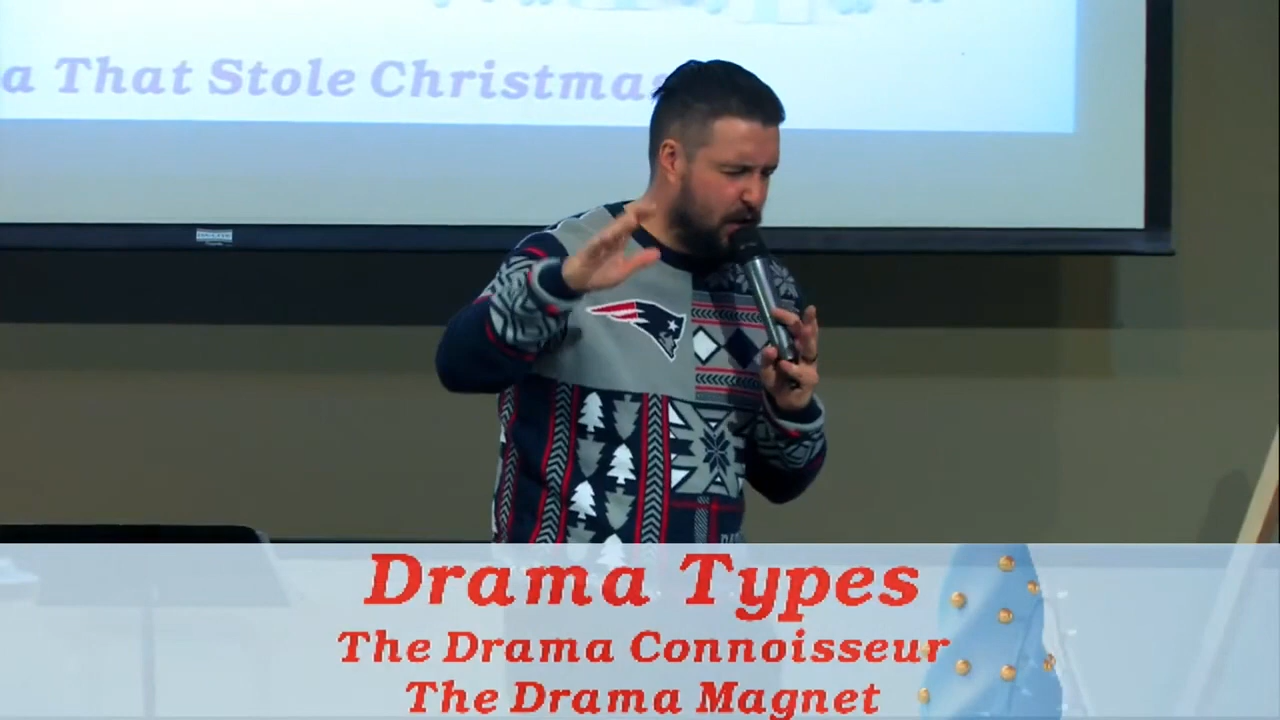 a That Stole Christmas
Drama Types
The Drama Connoisseur
The Drama Magnet